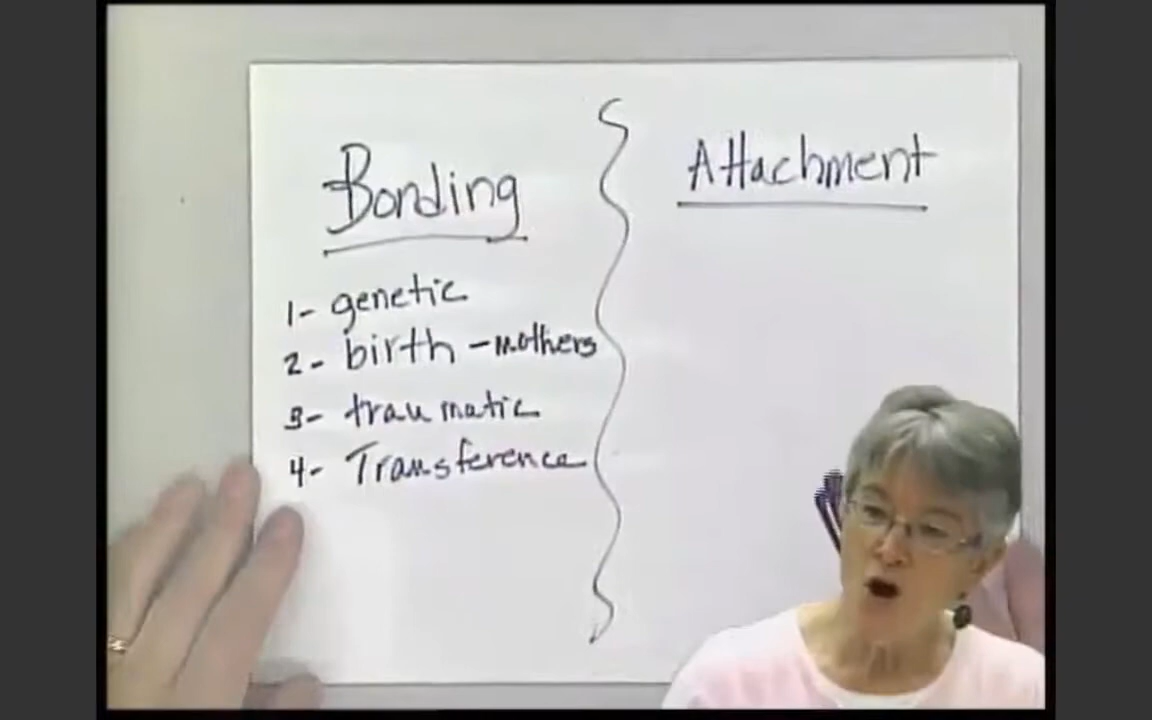 Bonding
1- genetic
2- birth - mothers
3- traumatic
4- Transference
Attachment